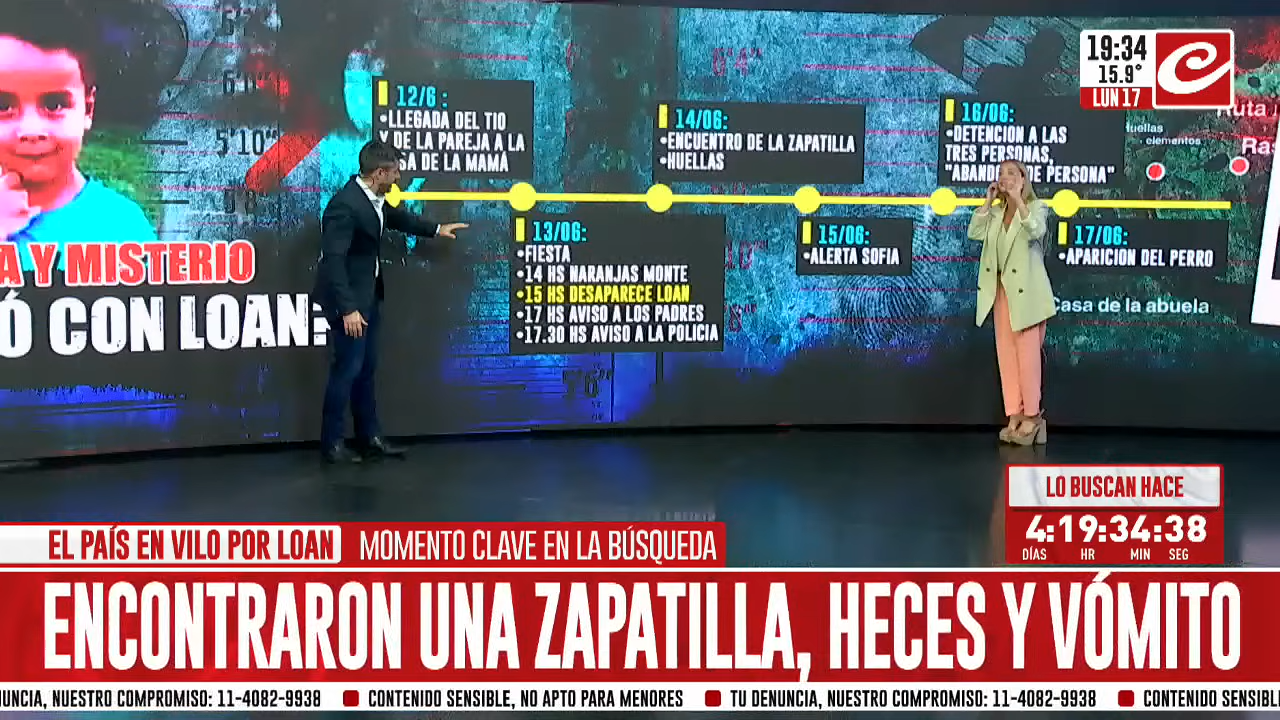 19:34
15.9°
LUN 17
12/6 :
•LLEGADA DEL TIO
Y DE LA PAREJA A LA
DE LA MAMÁ
14/06:
•ENCUENTRO DE LA ZAPATILLA
•HUELLAS
16/06:
•DETENCION A LAS
TRES PERSONAS,
DE PERSONA"
huellas
elementos
Ruta
13/06:
•FIESTA
•14 HS NARANJAS MONTE
•15 HS DESAPARECE LOAN
•17 HS AVISO A LOS PADRES
•17.30 HS AVISO A LA POLICIA
15/06:
•ALERTA SOFIA
17/06:
•APARICION DEL PERRO
Casa de la abuela
5'10"
A Y MISTERIO
Ó CON LOAN?
LO BUSCAN HACE
4:19:34:38
DÍAS HR MIN SEG
EL PAÍS EN VILO POR LOAN
MOMENTO CLAVE EN LA BÚSQUEDA
ENCONTRARON UNA ZAPATILLA, HECES Y VÓMITO
NUNCIA, NUESTRO COMPROMISO: 11-4082-9938 CONTENIDO SENSIBLE, NO APTO PARA MENORES TU DENUNCIA, NUESTRO COMPROMISO: 11-4082-9938 CONTENIDO SENSIBL